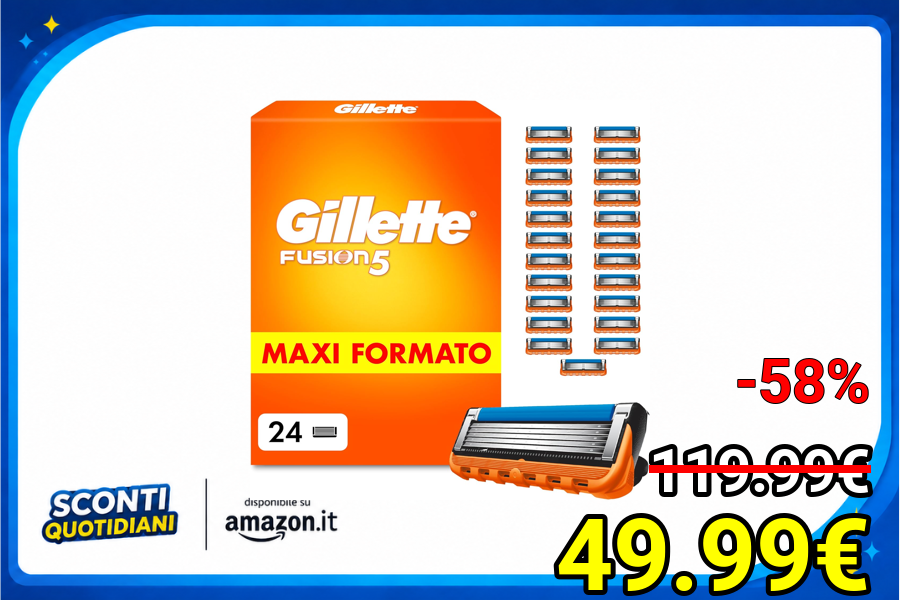 Gillette
Gillette®
FUSION5
MAXI FORMATO
24
-58%
119.99€
49.99€
SCONTI
QUOTIDIANI
disponibile su
amazon.it